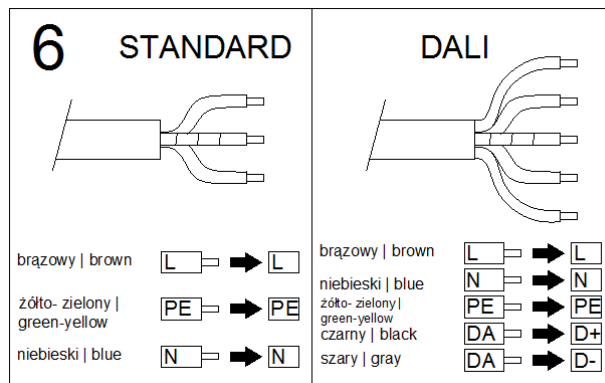 6 STANDARD
brązowy | brown L L
żółto- zielony |
green-yellow PE PE
niebieski | blue N N
DALI
brązowy | brown L L
niebieski | blue N N
żółto- zielony |
green-yellow PE PE
czarny | black DA D+
szary | gray DA D-